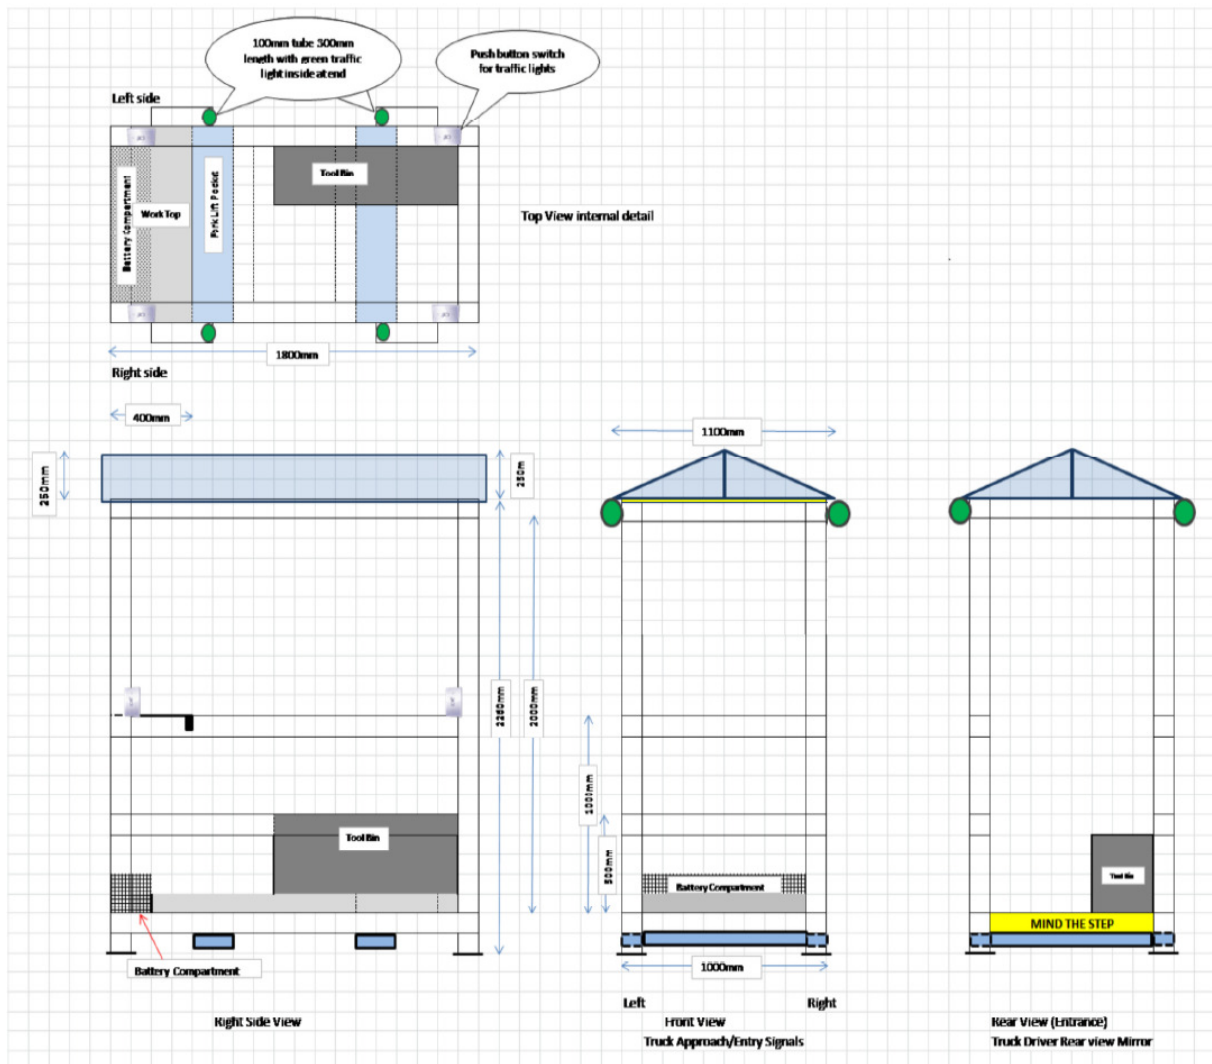 100mm tube 300mm
length with green traffic
light inside at end
Push button switch
for traffic lights
Left side
Battery Compartment
Work Top
Fork Lift Pocket
Tool Bin
Top View internal detail
1800mm
Right side
400mm
250mm
250m
2250mm
2000mm
Tool Bin
Battery Compartment
Right Side View
1100mm
1001mm
500mm
Battery Compartment
1000mm
Left
Right
Front View
Truck Approach/Entry Signals
Tool Bin
MIND THE STEP
Rear View (Entrance)
Truck Driver Rear view Mirror